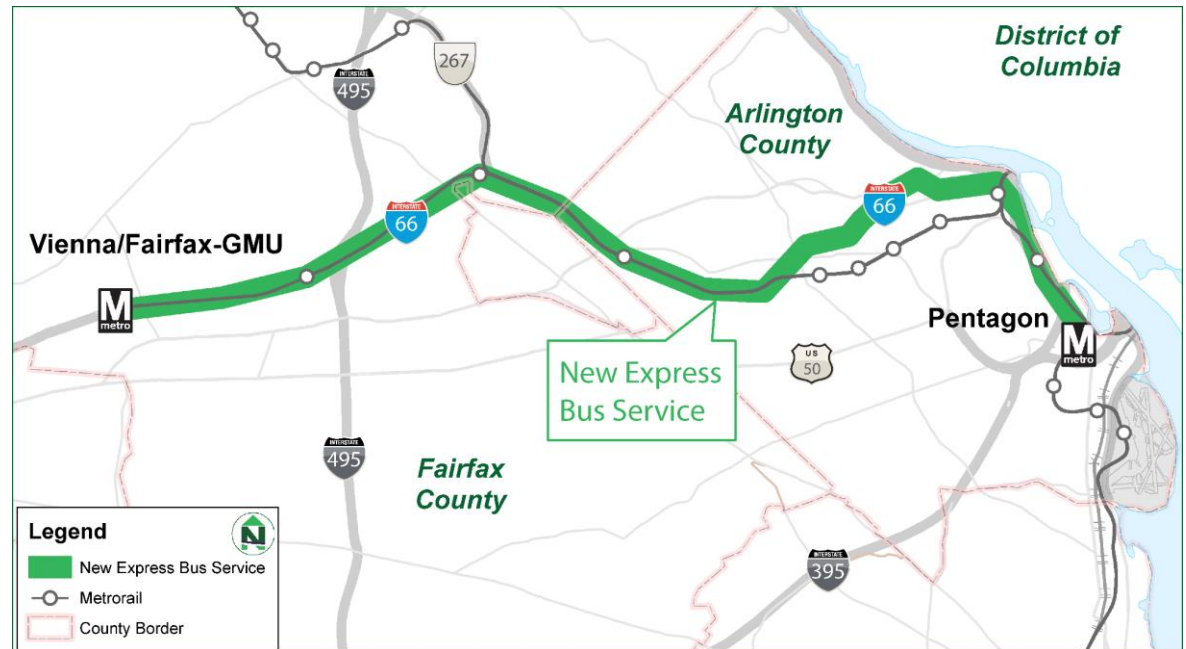 District of
Columbia
267
INTERSTATE
495
Arlington
County
INTERSTATE
66
INTERSTATE
66
Vienna/Fairfax-GMU
M
metro
Pentagon
M
metro
New Express
Bus Service
US
50
INTERSTATE
495
Fairfax
County
INTERSTATE
395
Legend
N
New Express Bus Service
Metrorail
County Border